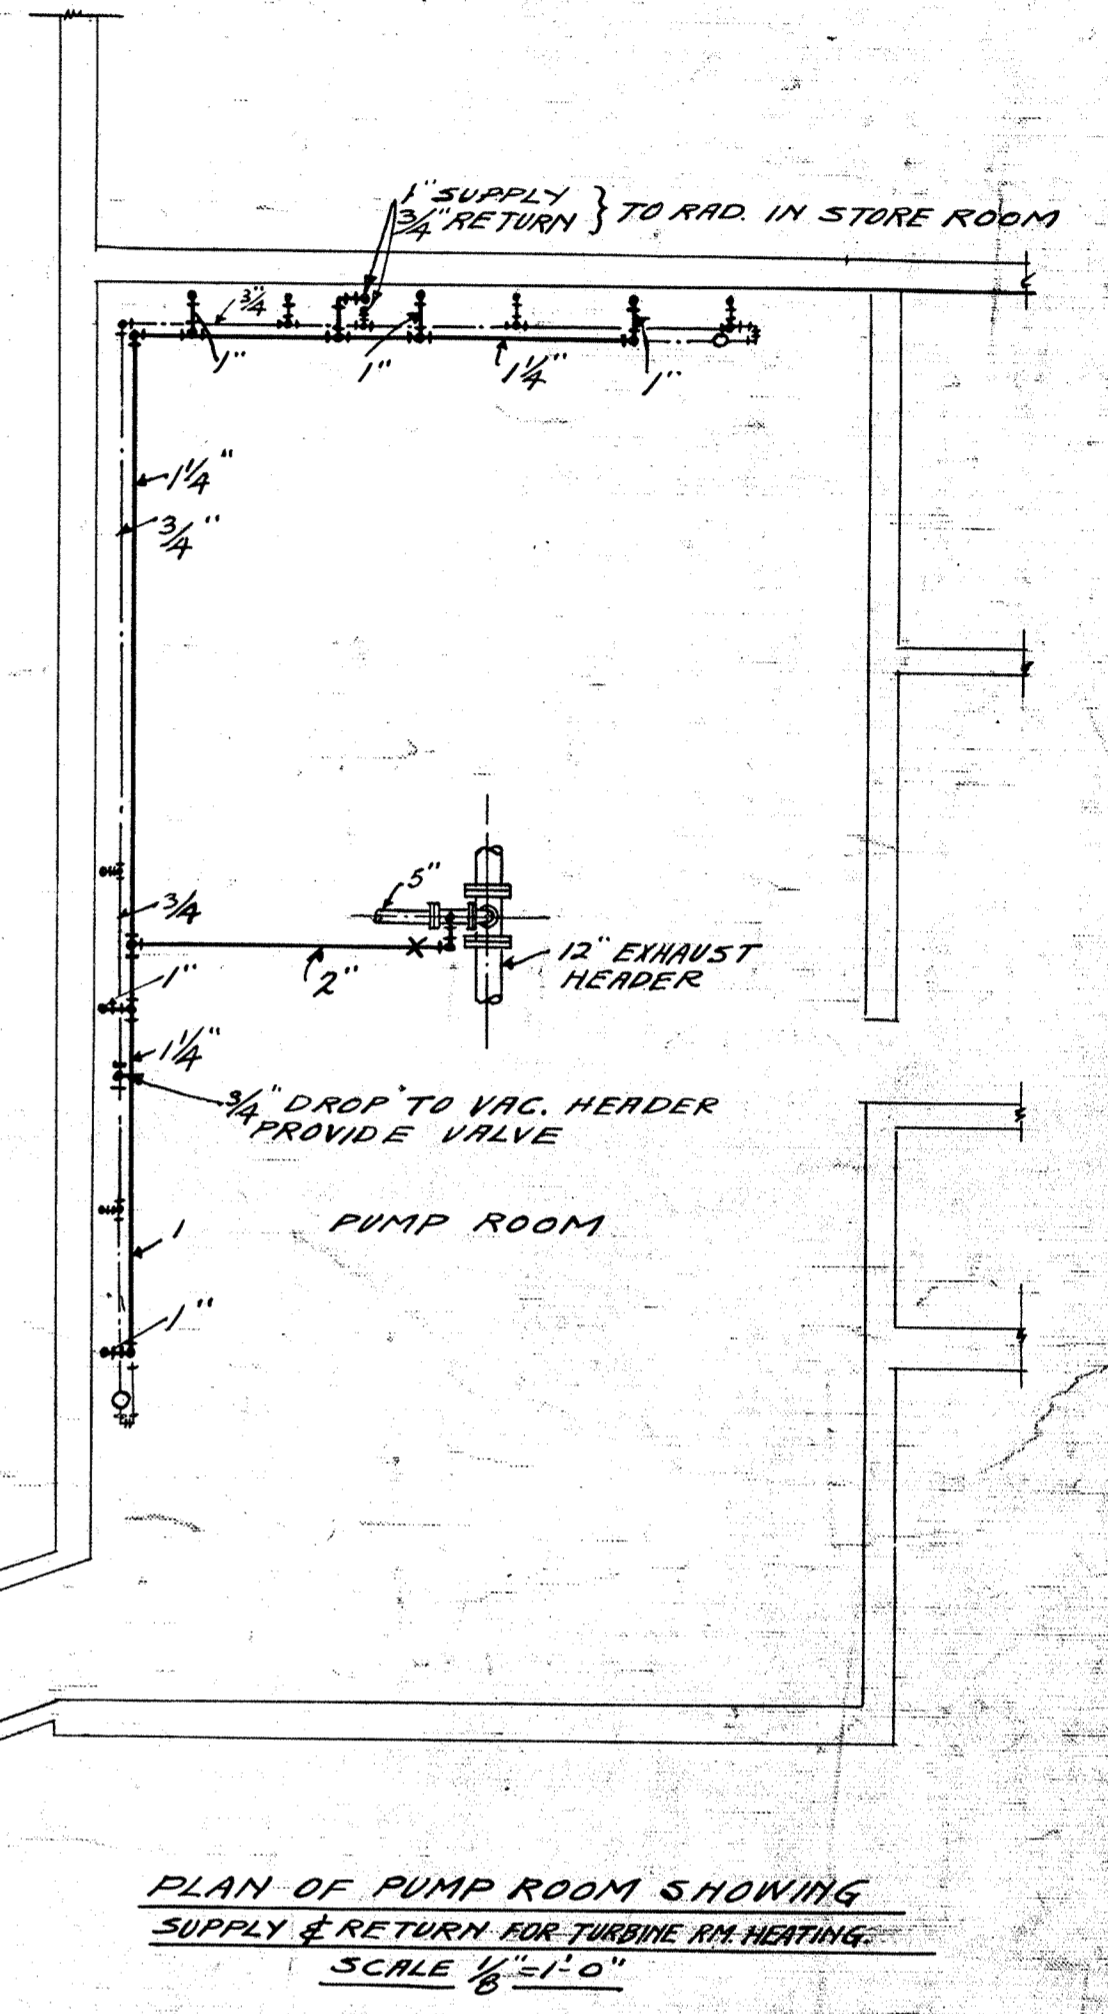 1" SUPPLY
3/4" RETURN } TO RAD. IN STORE ROOM
3/4"
1"
1"
1 1/4"
1"
1 1/4"
3/4"
5"
3/4
12" EXHAUST
HEADER
2"
1"
1 1/4"
3/4" DROP TO VAC. HEADER
PROVIDE VALVE
PUMP ROOM
1
1"
PLAN OF PUMP ROOM SHOWING
SUPPLY & RETURN FOR TURBINE RM. HEATING.
SCALE 1/8" = 1'-0"